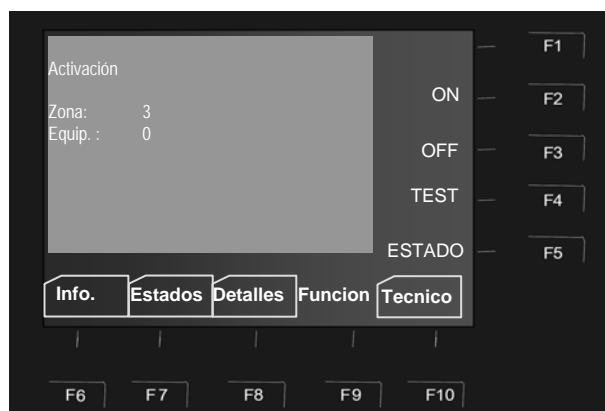 Activación
Zona: 3
Equip. : 0
F1
ON F2
OFF F3
TEST F4
ESTADO F5
Info. Estados Detalles Funcion Tecnico
F6 F7 F8 F9 F10